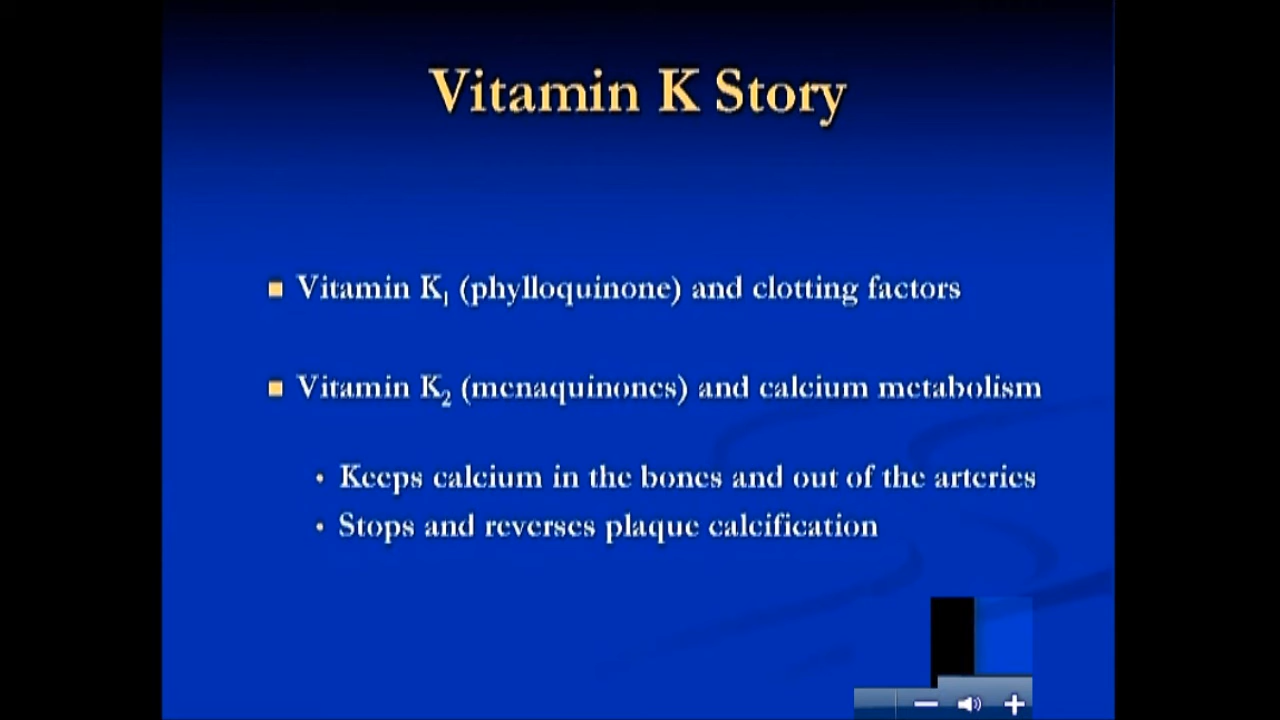 Vitamin K Story
Vitamin K₁ (phylloquinone) and clotting factors
Vitamin K₂ (menaquinones) and calcium metabolism
Keeps calcium in the bones and out of the arteries
Stops and reverses plaque calcification